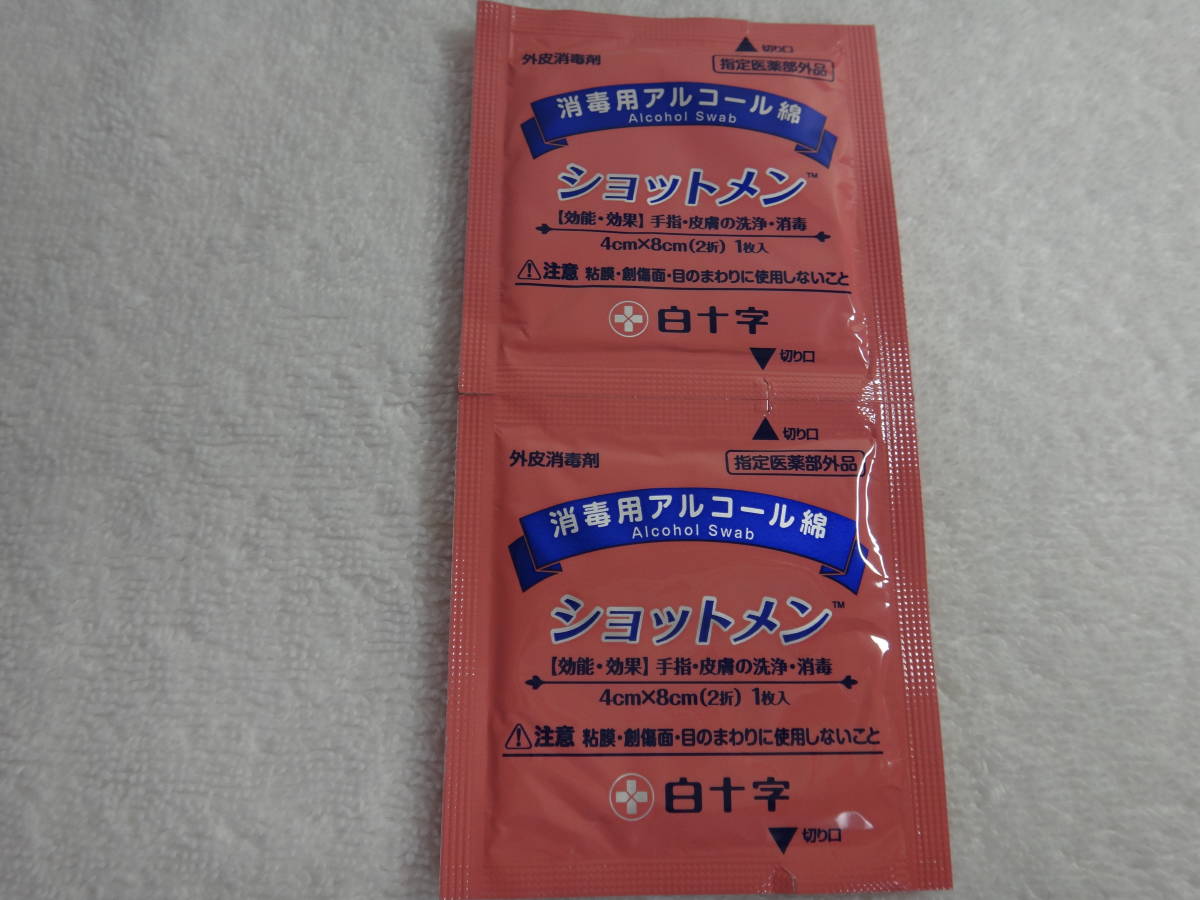 切り口
外皮消毒剤 指定医薬部外品
消毒用アルコール綿
Alcohol Swab
ショットメン™
【効能・効果】手指・皮膚の洗浄・消毒
4cm×8cm(2折) 1枚入
注意 粘膜・創傷面・目のまわりに使用しないこと
白十字
切り口
切り口
外皮消毒剤 指定医薬部外品
消毒用アルコール綿
Alcohol Swab
ショットメン™
【効能・効果】手指・皮膚の洗浄・消毒
4cm×8cm(2折) 1枚入
注意 粘膜・創傷面・目のまわりに使用しないこと
白十字
切り口